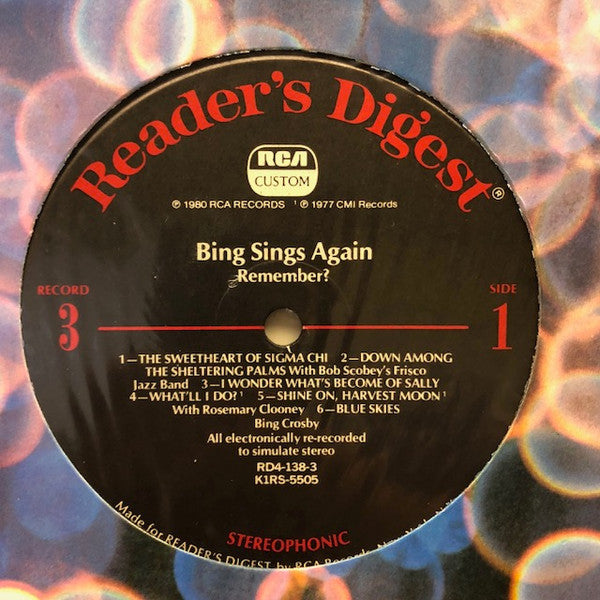 Reader's Digest®
RCA
CUSTOM
℗ 1980 RCA RECORDS ¹ ℗ 1977 CMI Records
Bing Sings Again
Remember?
RECORD
3
SIDE
1
1—THE SWEETHEART OF SIGMA CHI 2—DOWN AMONG
THE SHELTERING PALMS With Bob Scobey's Frisco
Jazz Band 3—I WONDER WHAT'S BECOME OF SALLY
4—WHAT'LL I DO?¹ 5—SHINE ON, HARVEST MOON¹
With Rosemary Clooney 6—BLUE SKIES
Bing Crosby
All electronically re-recorded
to simulate stereo
RD4-138-3
K1RS-5505
STEREOPHONIC
Made for READER'S DIGEST by RCA Records,